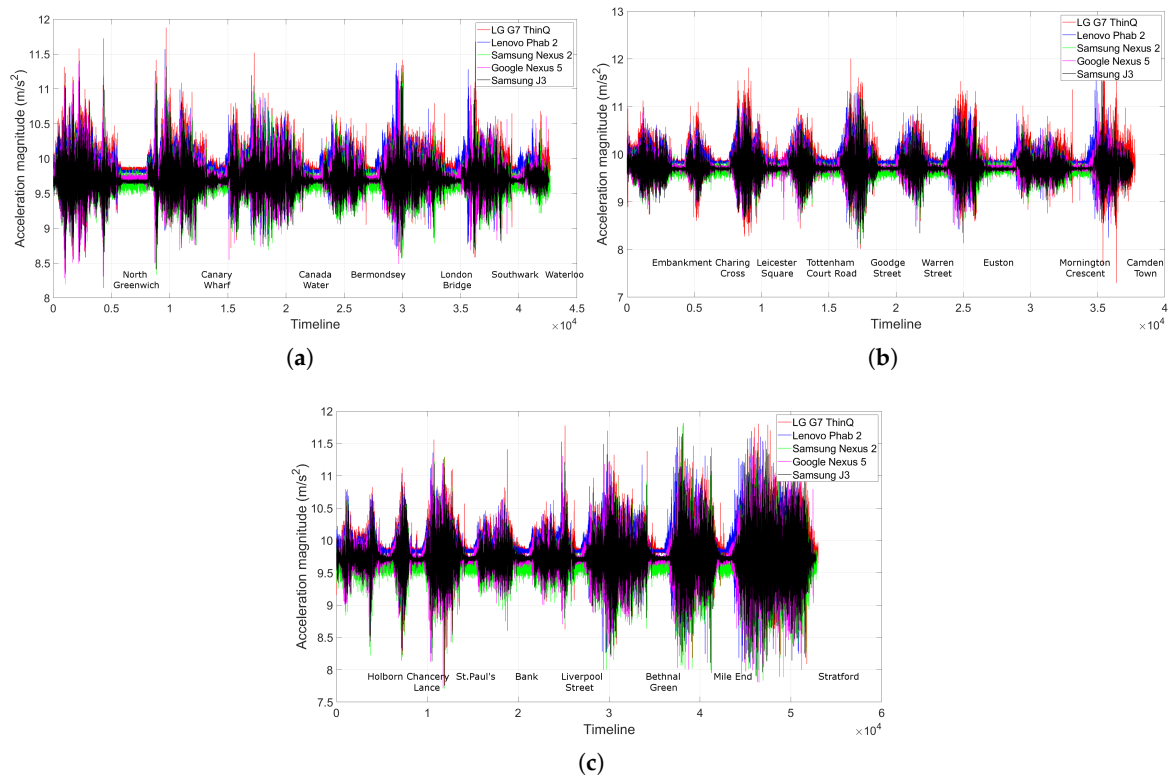 12
11.5
11
10.5
10
9.5
9
8.5
8
Acceleration magnitude (m/s²)
LG G7 ThinQ
Lenovo Phab 2
Samsung Nexus 2
Google Nexus 5
Samsung J3
North
Greenwich
Canary
Wharf
Canada
Water
Bermondsey
London
Bridge
Southwark
Waterloo
0 0.5 1 1.5 2 2.5 3 3.5 4 4.5
Timeline
×10⁴
(a)
13
12
11
10
9
8
7
Acceleration magnitude (m/s²)
LG G7 ThinQ
Lenovo Phab 2
Samsung Nexus 2
Google Nexus 5
Samsung J3
Embankment
Charing
Cross
Leicester
Square
Tottenham
Court Road
Goodge
Street
Warren
Street
Euston
Mornington
Crescent
Camden
Town
0 0.5 1 1.5 2 2.5 3 3.5 4
Timeline
×10⁴
(b)
12
11.5
11
10.5
10
9.5
9
8.5
8
7.5
Acceleration magnitude (m/s²)
LG G7 ThinQ
Lenovo Phab 2
Samsung Nexus 2
Google Nexus 5
Samsung J3
Holborn
Chancery
Lance
St.Paul's
Bank
Liverpool
Street
Bethnal
Green
Mile End
Stratford
0 1 2 3 4 5 6
Timeline
×10⁴
(c)